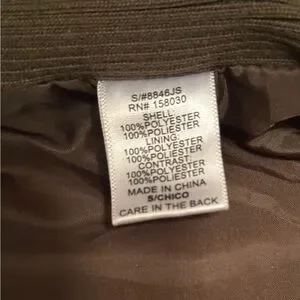 S/#8846JS
RN# 158030
SHELL:
100%POLYESTER
100%POLIESTER
LINING:
100%POLYESTER
100%POLIESTER
CONTRAST:
100%POLYESTER
100%POLIESTER
MADE IN CHINA
S/CHICO
CARE IN THE BACK